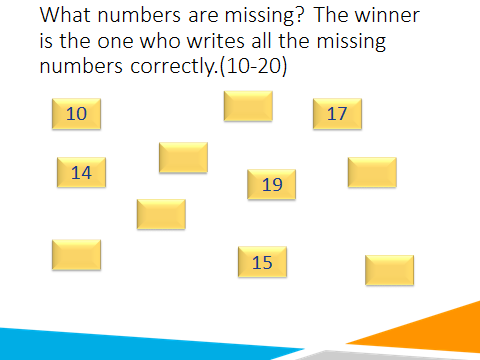 What numbers are missing? The winner
is the one who writes all the missing
numbers correctly.(10-20)
10
17
14
19
15